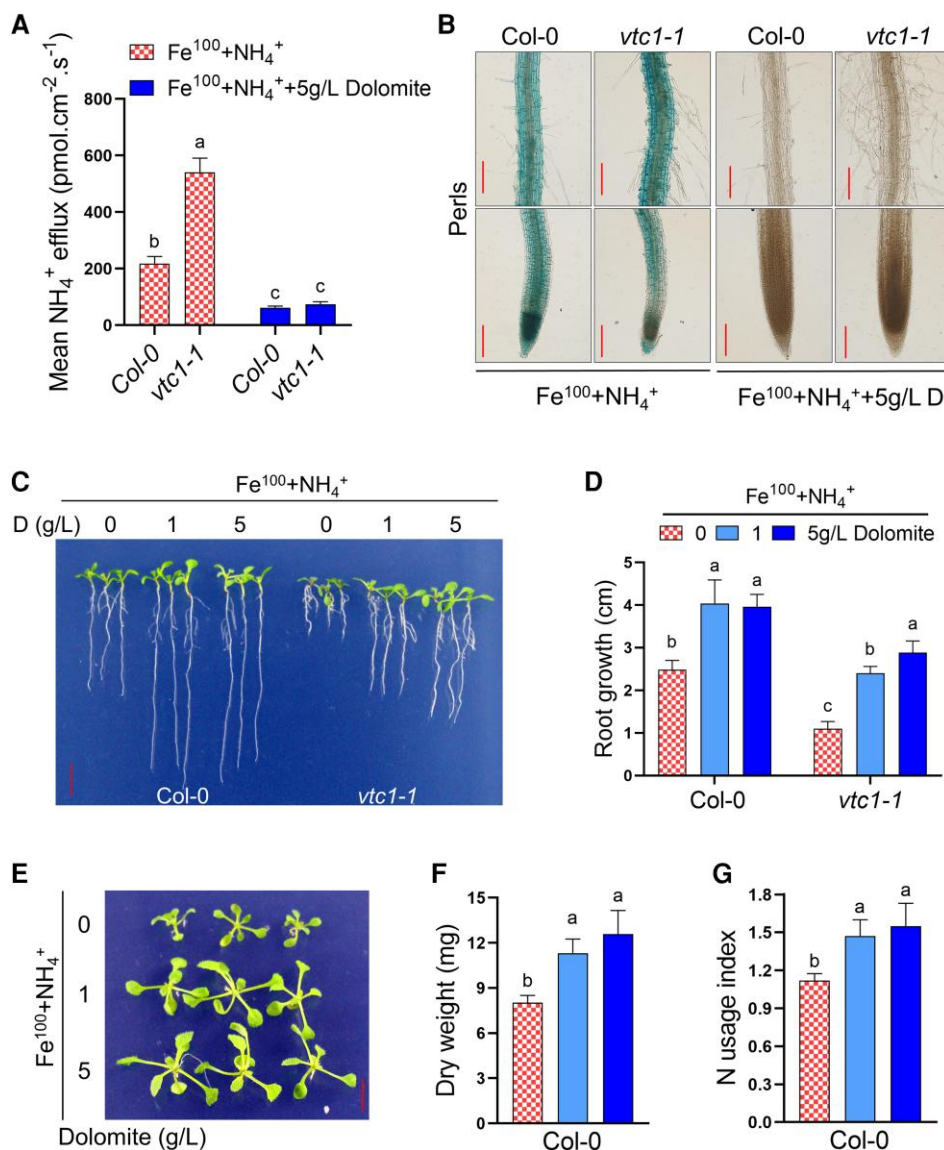 A
Fe¹⁰⁰+NH₄⁺
Fe¹⁰⁰+NH₄⁺+5g/L Dolomite
Mean NH₄⁺ efflux (pmol.cm⁻².s⁻¹)
800
600
400
200
0
b
a
c
c
Col-0
vtc1-1
Col-0
vtc1-1
B
Col-0
vtc1-1
Col-0
vtc1-1
Perls
Fe¹⁰⁰+NH₄⁺
Fe¹⁰⁰+NH₄⁺+5g/L D
C
Fe¹⁰⁰+NH₄⁺
D (g/L) 0 1 5 0 1 5
Col-0
vtc1-1
D
Fe¹⁰⁰+NH₄⁺
0 1 5g/L Dolomite
Root growth (cm)
5
4
3
2
1
0
b
a
a
c
b
a
Col-0
vtc1-1
E
Fe¹⁰⁰+NH₄⁺
0
1
5
Dolomite (g/L)
F
Dry weight (mg)
15
12
9
6
3
0
b
a
a
Col-0
G
N usage index
1.8
1.5
1.2
0.9
0.6
0.3
0.0
b
a
a
Col-0